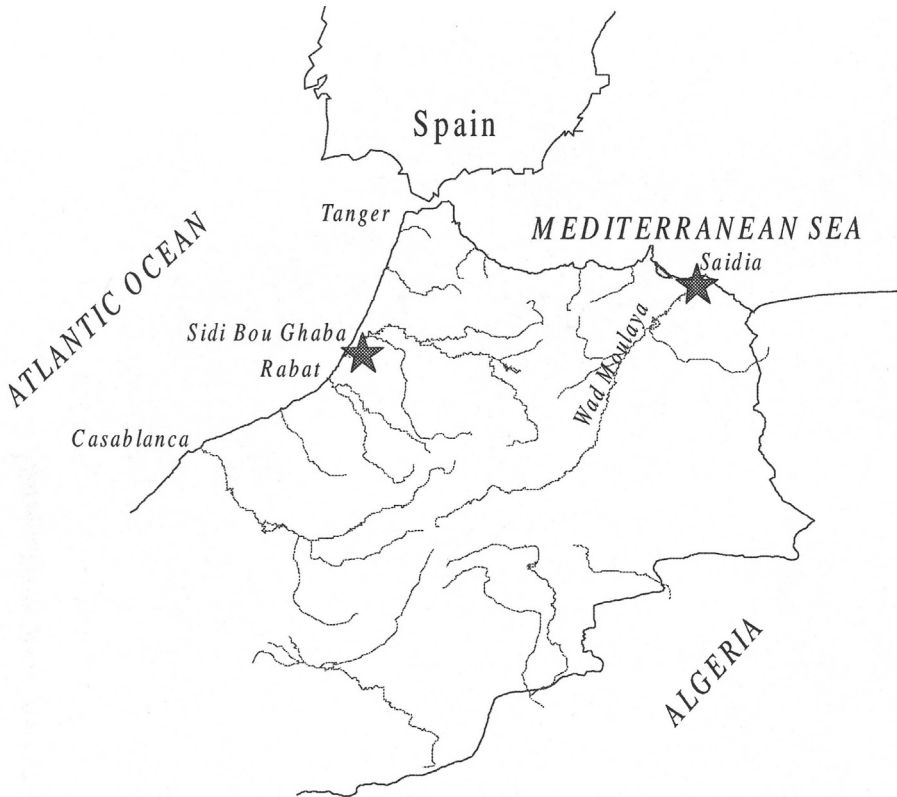 Spain
Tanger
MEDITERRANEAN SEA
Saidia
ATLANTIC OCEAN
Sidi Bou Ghaba
Rabat
Wad Moulaya
Casablanca
ALGERIA